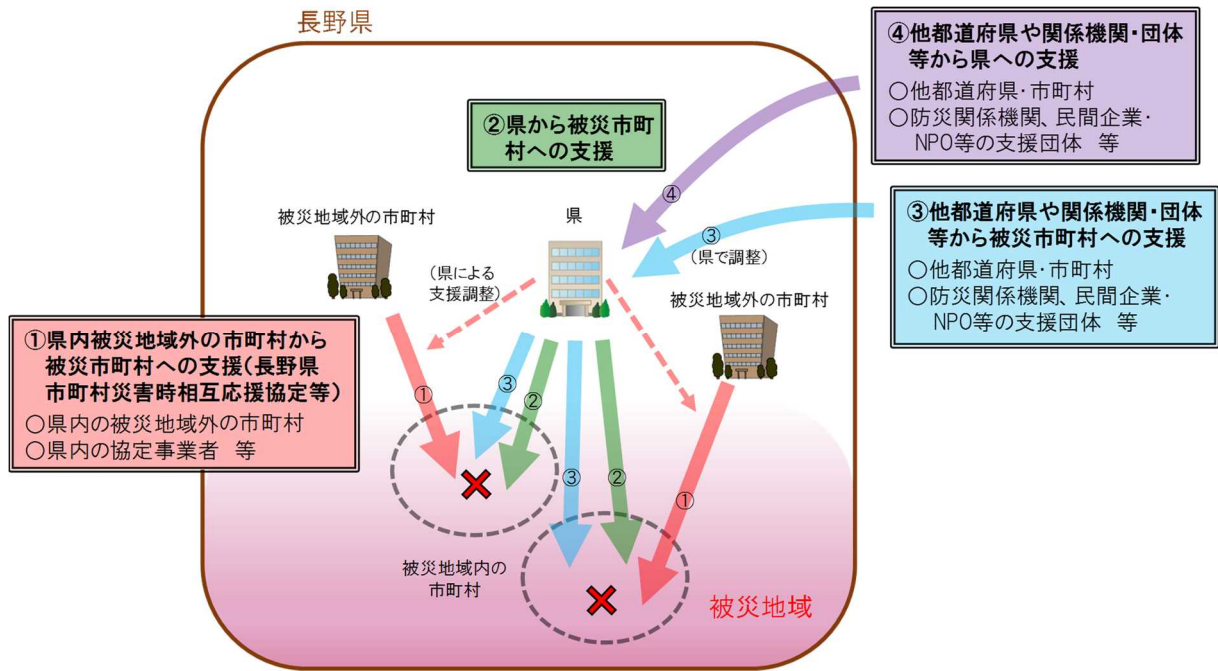 長野県
④他都道府県や関係機関・団体
等から県への支援
○他都道府県・市町村
○防災関係機関、民間企業・
NPO等の支援団体　等
②県から被災市町
村への支援
④
被災地域外の市町村
県
③
(県で調整)
③他都道府県や関係機関・団体
等から被災市町村への支援
○他都道府県・市町村
○防災関係機関、民間企業・
NPO等の支援団体　等
(県による
支援調整)
被災地域外の市町村
①県内被災地域外の市町村から
被災市町村への支援(長野県
市町村災害時相互応援協定等)
○県内の被災地域外の市町村
○県内の協定事業者　等
①
③
②
③
②
①
被災地域内の
市町村
被災地域